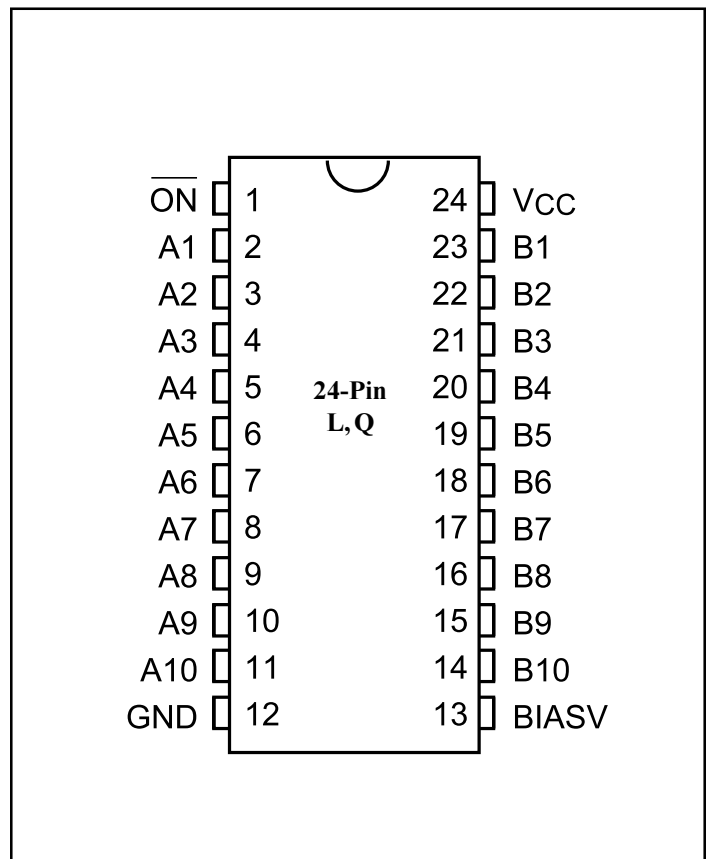 O̅N̅ 1 24 VCC
A1 2 23 B1
A2 3 22 B2
A3 4 21 B3
A4 5 20 B4
24-Pin
L, Q
A5 6 19 B5
A6 7 18 B6
A7 8 17 B7
A8 9 16 B8
A9 10 15 B9
A10 11 14 B10
GND 12 13 BIASV